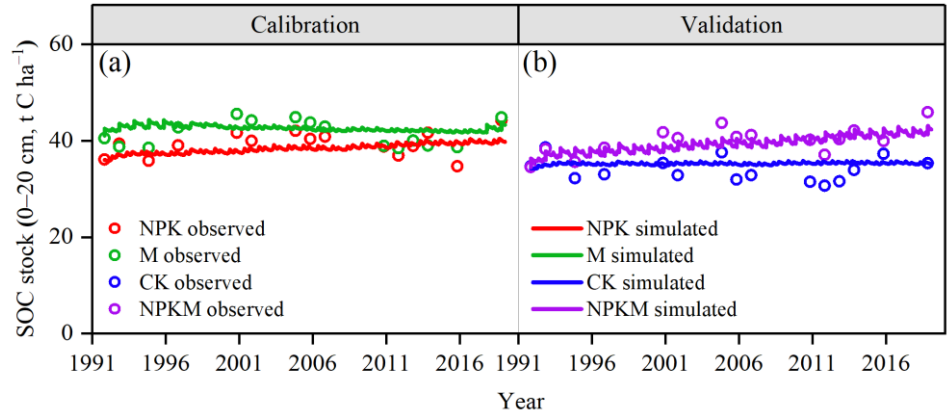 Calibration
Validation
(a)
(b)
SOC stock (0–20 cm, t C ha⁻¹)
60
40
20
0
NPK observed
M observed
CK observed
NPKM observed
NPK simulated
M simulated
CK simulated
NPKM simulated
1991 1996 2001 2006 2011 2016 1991 1996 2001 2006 2011 2016
Year